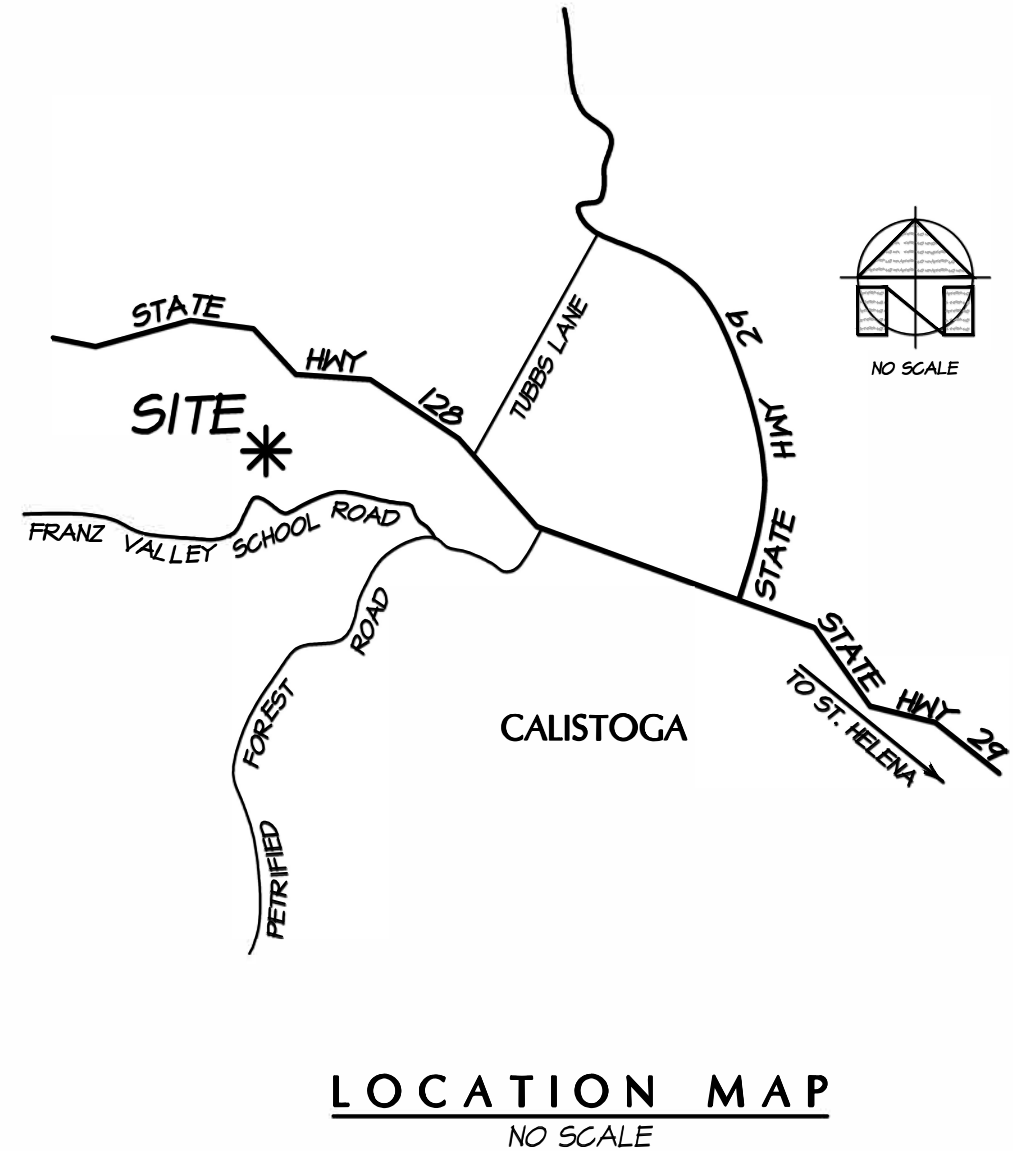 STATE HWY 128
TUBBS LANE
STATE HWY 29
N
NO SCALE
SITE
FRANZ VALLEY SCHOOL ROAD
PETRIFIED FOREST ROAD
STATE HWY 29
TO ST. HELENA
CALISTOGA
LOCATION MAP
NO SCALE